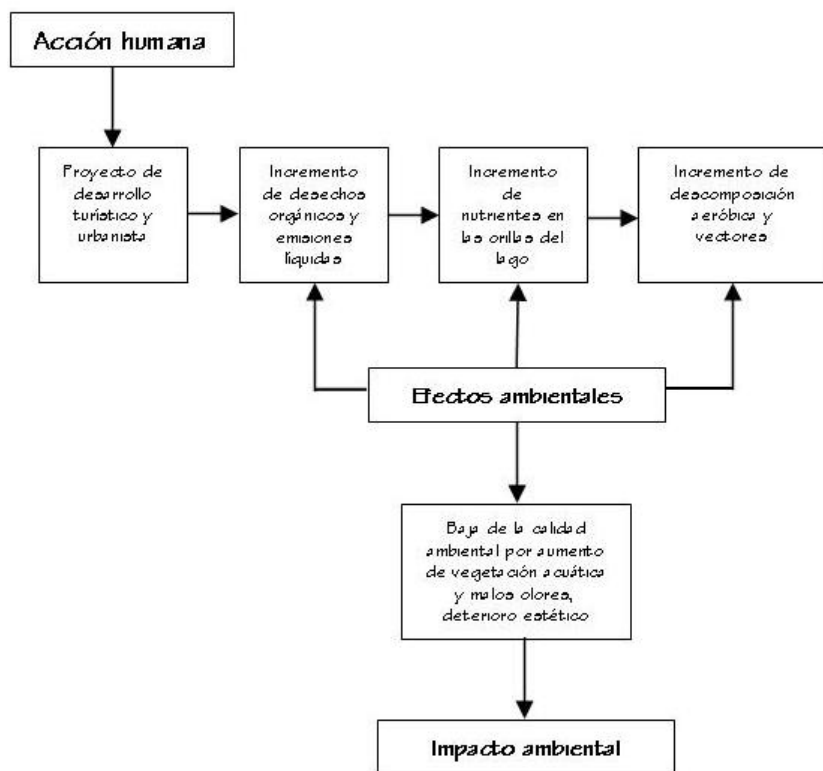 Acción humana
Proyecto de
desarrollo
turístico y
urbanista
Incremento
de desechos
orgánicos y
emisiones
líquidas
Incremento
de
nutrientes en
las orillas del
lago
Incremento de
descomposición
aeróbica y
vectores
Efectos ambientales
Baja de la calidad
ambiental por aumento
de vegetación acuática
y malos olores,
deterioro estético
Impacto ambiental